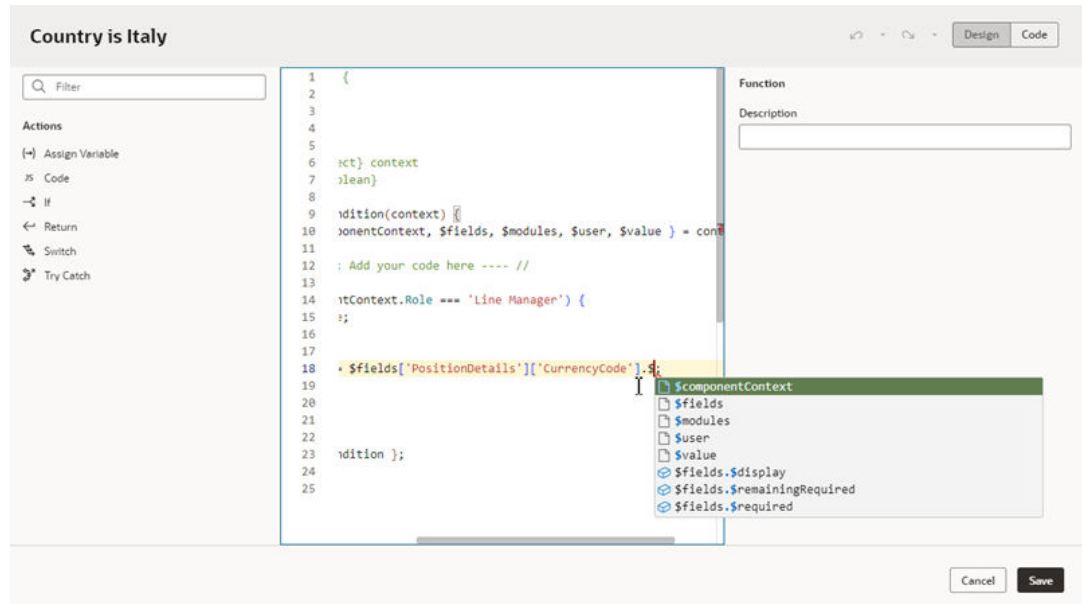 Country is Italy
Design Code
Filter
Actions
Assign Variable
JS Code
If
Return
Switch
Try Catch
1 {
2
3
4
5
6 ect} context
7 olean}
8
9 ndition(context) {
10 ponentContext, $fields, $modules, $user, $value } = cont
11
12 : Add your code here ---- //
13
14 ntContext.Role === 'Line Manager') {
15 e;
16
17
18 = $fields['PositionDetails']['CurrencyCode'].$;
19
20
21
22
23 ndition };
24
25
$componentContext
$fields
$modules
$user
$value
$fields.$display
$fields.$remainingRequired
$fields.$required
Function
Description
Cancel Save